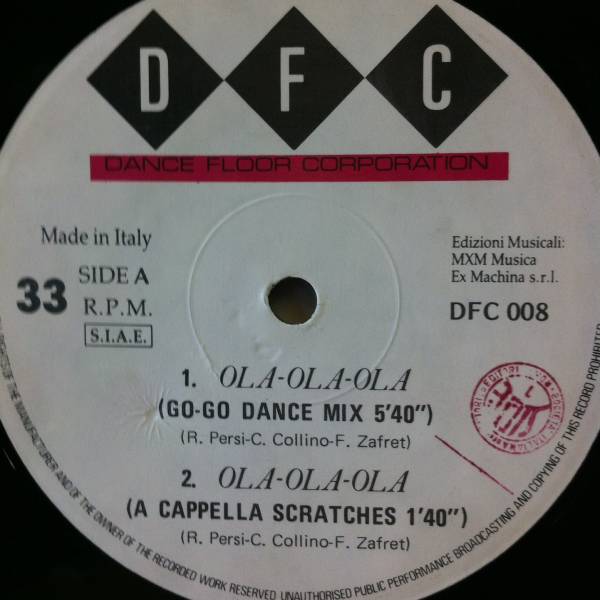 D F C
DANCE FLOOR CORPORATION
Made in Italy
33
SIDE A
R.P.M.
S.I.A.E.
Edizioni Musicali:
MXM Musica
Ex Machina s.r.l.
DFC 008
1. OLA-OLA-OLA
(GO-GO DANCE MIX 5'40")
(R. Persi-C. Collino-F. Zafret)
2. OLA-OLA-OLA
(A CAPPELLA SCRATCHES 1'40")
(R. Persi-C. Collino-F. Zafret)
OF THE MANUFACTURER AND OF THE OWNER OF THE RECORDED WORK RESERVED. UNAUTHORISED PUBLIC PERFORMANCE BROADCASTING AND COPYING OF THIS RECORD PROHIBITED